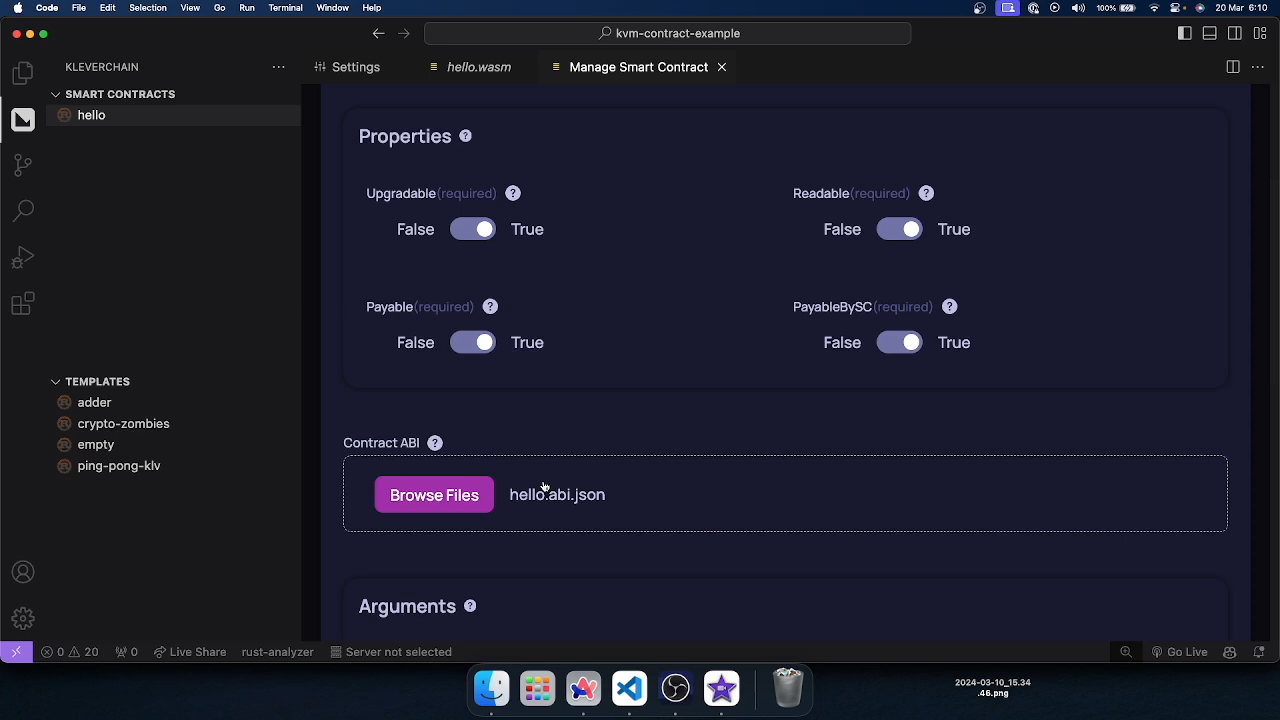 Code File Edit Selection View Go Run Terminal Window Help 100% 20 Mar 6:10
kvm-contract-example
KLEVERCHAIN
Settings hello.wasm Manage Smart Contract
SMART CONTRACTS
hello
Properties ?
Upgradable(required) ? Readable(required) ?
False True False True
Payable(required) ? PayableBySC(required) ?
False True False True
TEMPLATES
adder
crypto-zombies
empty
ping-pong-klv
Contract ABI ?
Browse Files hello.abi.json
Arguments ?
0 20 0 Live Share rust-analyzer Server not selected Go Live
2024-03-10_15.34
.46.png